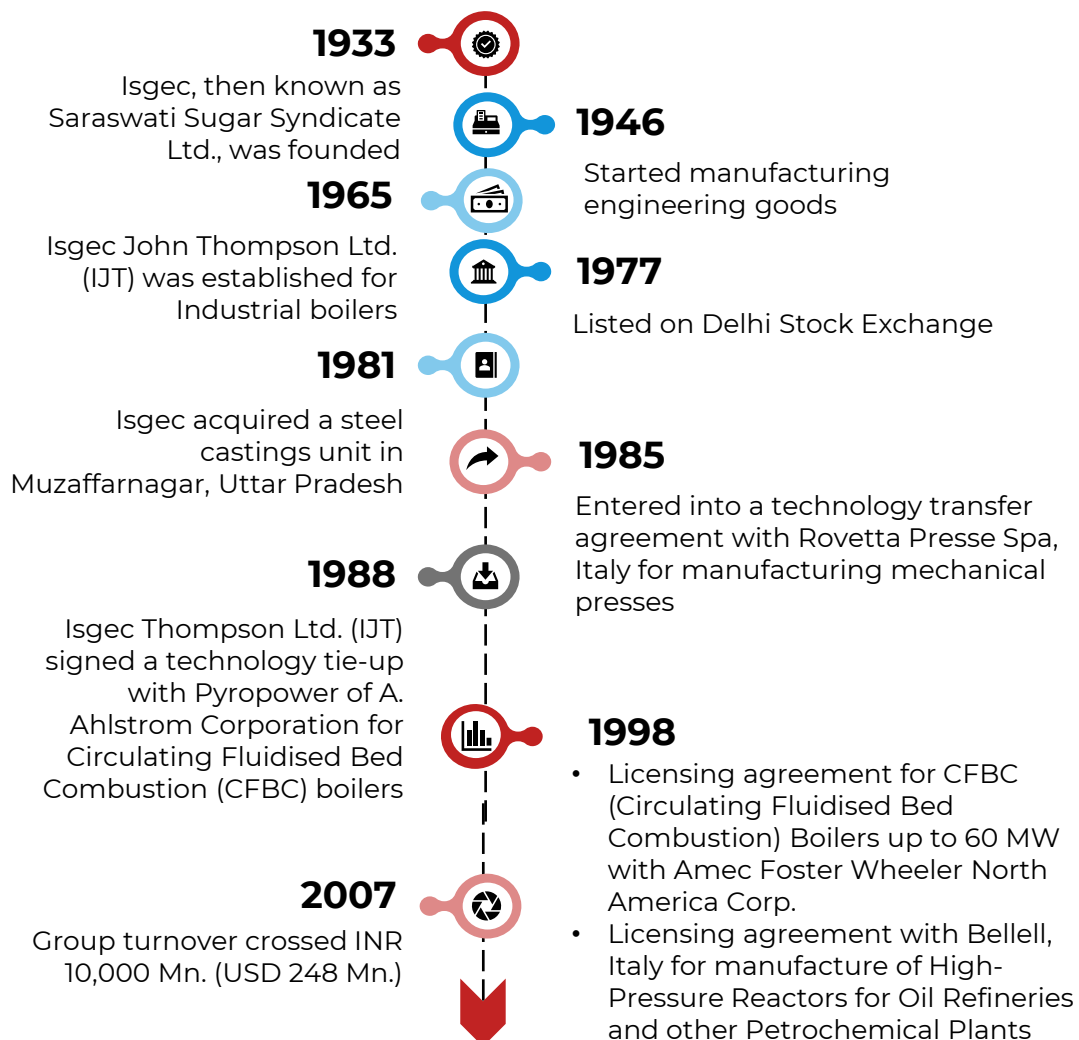 1933
Isgec, then known as
Saraswati Sugar Syndicate
Ltd., was founded
1946
Started manufacturing
engineering goods
1965
Isgec John Thompson Ltd.
(IJT) was established for
Industrial boilers
1977
Listed on Delhi Stock Exchange
1981
Isgec acquired a steel
castings unit in
Muzaffarnagar, Uttar Pradesh
1985
Entered into a technology transfer
agreement with Rovetta Presse Spa,
Italy for manufacturing mechanical
presses
1988
Isgec Thompson Ltd. (IJT)
signed a technology tie-up
with Pyropower of A.
Ahlstrom Corporation for
Circulating Fluidised Bed
Combustion (CFBC) boilers
1998
• Licensing agreement for CFBC
(Circulating Fluidised Bed
Combustion) Boilers up to 60 MW
with Amec Foster Wheeler North
America Corp.
• Licensing agreement with Bellell,
Italy for manufacture of High-
Pressure Reactors for Oil Refineries
and other Petrochemical Plants
2007
Group turnover crossed INR
10,000 Mn. (USD 248 Mn.)